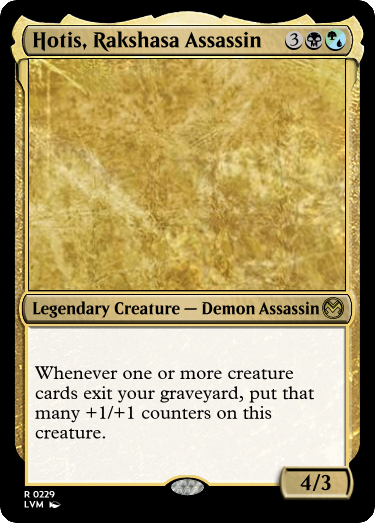 Hotis, Rakshasa Assassin 3
Legendary Creature — Demon Assassin
Whenever one or more creature
cards exit your graveyard, put that
many +1/+1 counters on this
creature.
4/3
R 0229
LVM